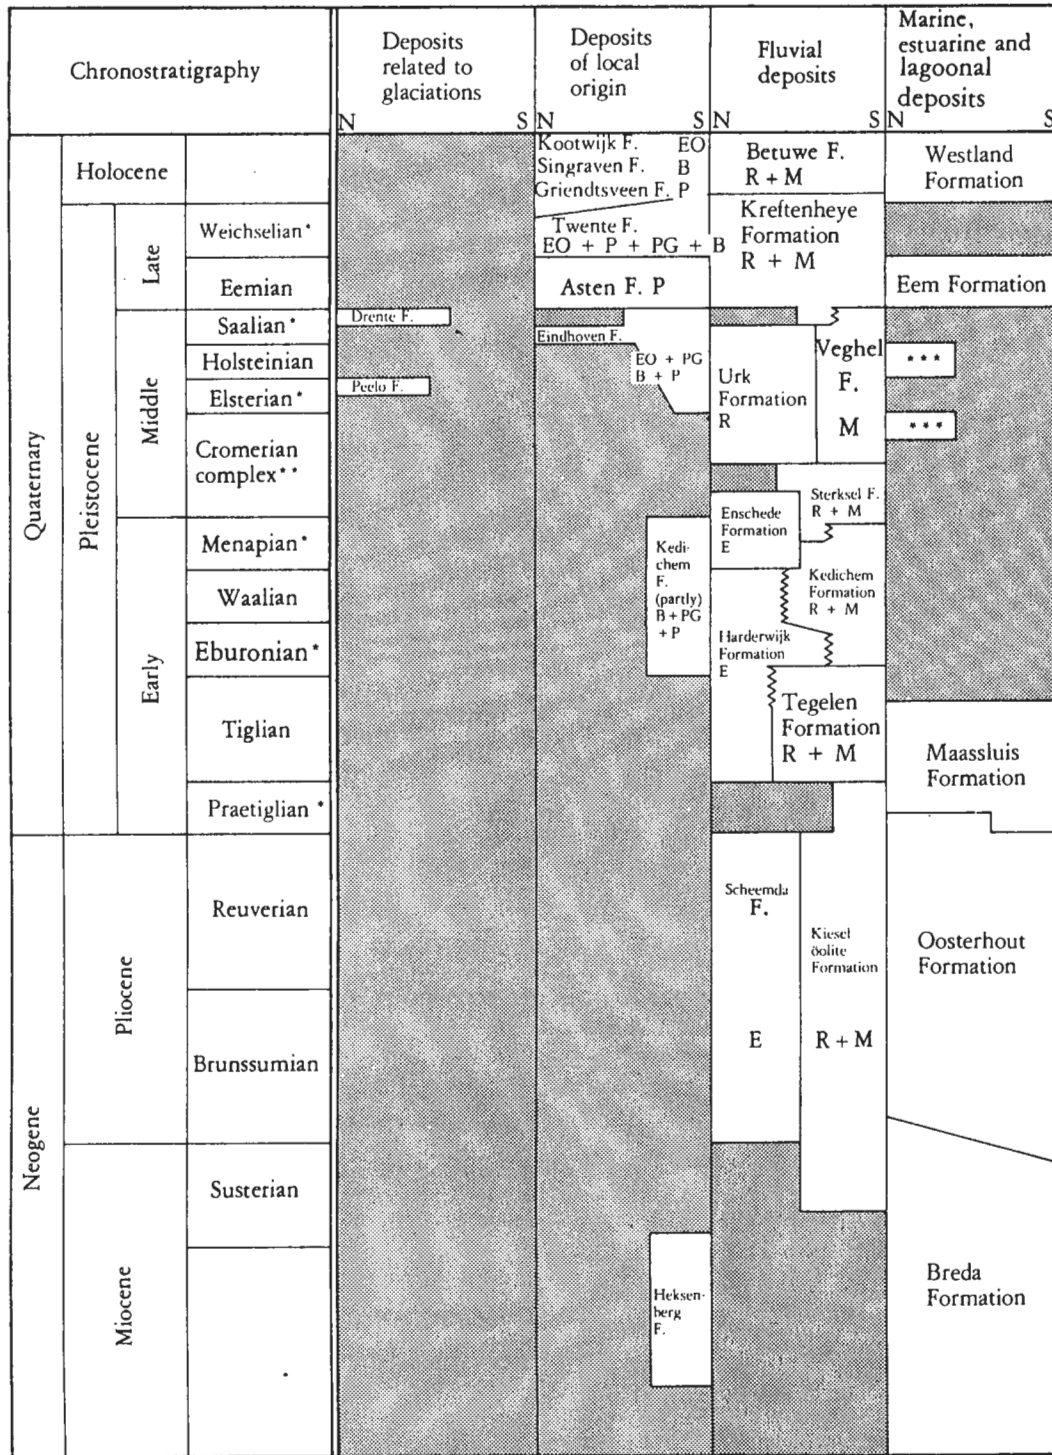 Chronostratigraphy
Deposits
related to
glaciations
N S
Deposits
of local
origin
N S
Fluvial
deposits
N S
Marine,
estuarine and
lagoonal
deposits
N S
Quaternary
Neogene
Holocene
Pleistocene
Late
Middle
Early
Pliocene
Miocene
Weichselian*
Eemian
Saalian*
Holsteinian
Elsterian*
Cromerian
complex**
Menapian*
Waalian
Eburonian*
Tiglian
Praetiglian*
Reuverian
Brunssumian
Susterian
Drente F.
Peelo F.
Kootwijk F. EO
Singraven F. B
Griendtsveen F. P
Twente F.
EO + P + PG + B
Asten F. P
Eindhoven F.
EO + PG
B + P
Kedi-
chem
F.
(partly)
B+PG
+ P
Heksen-
berg
F.
Betuwe F.
R + M
Kreftenheye
Formation
R + M
Urk
Formation
R
Veghel
F.
M
Sterksel F.
R + M
Enschede
Formation
E
Kedichem
Formation
R + M
Harderwijk
Formation
E
Tegelen
Formation
R + M
Scheemda
F.
E
Kiesel
öolite
Formation
R + M
Westland
Formation
Eem Formation
***
***
Maassluis
Formation
Oosterhout
Formation
Breda
Formation